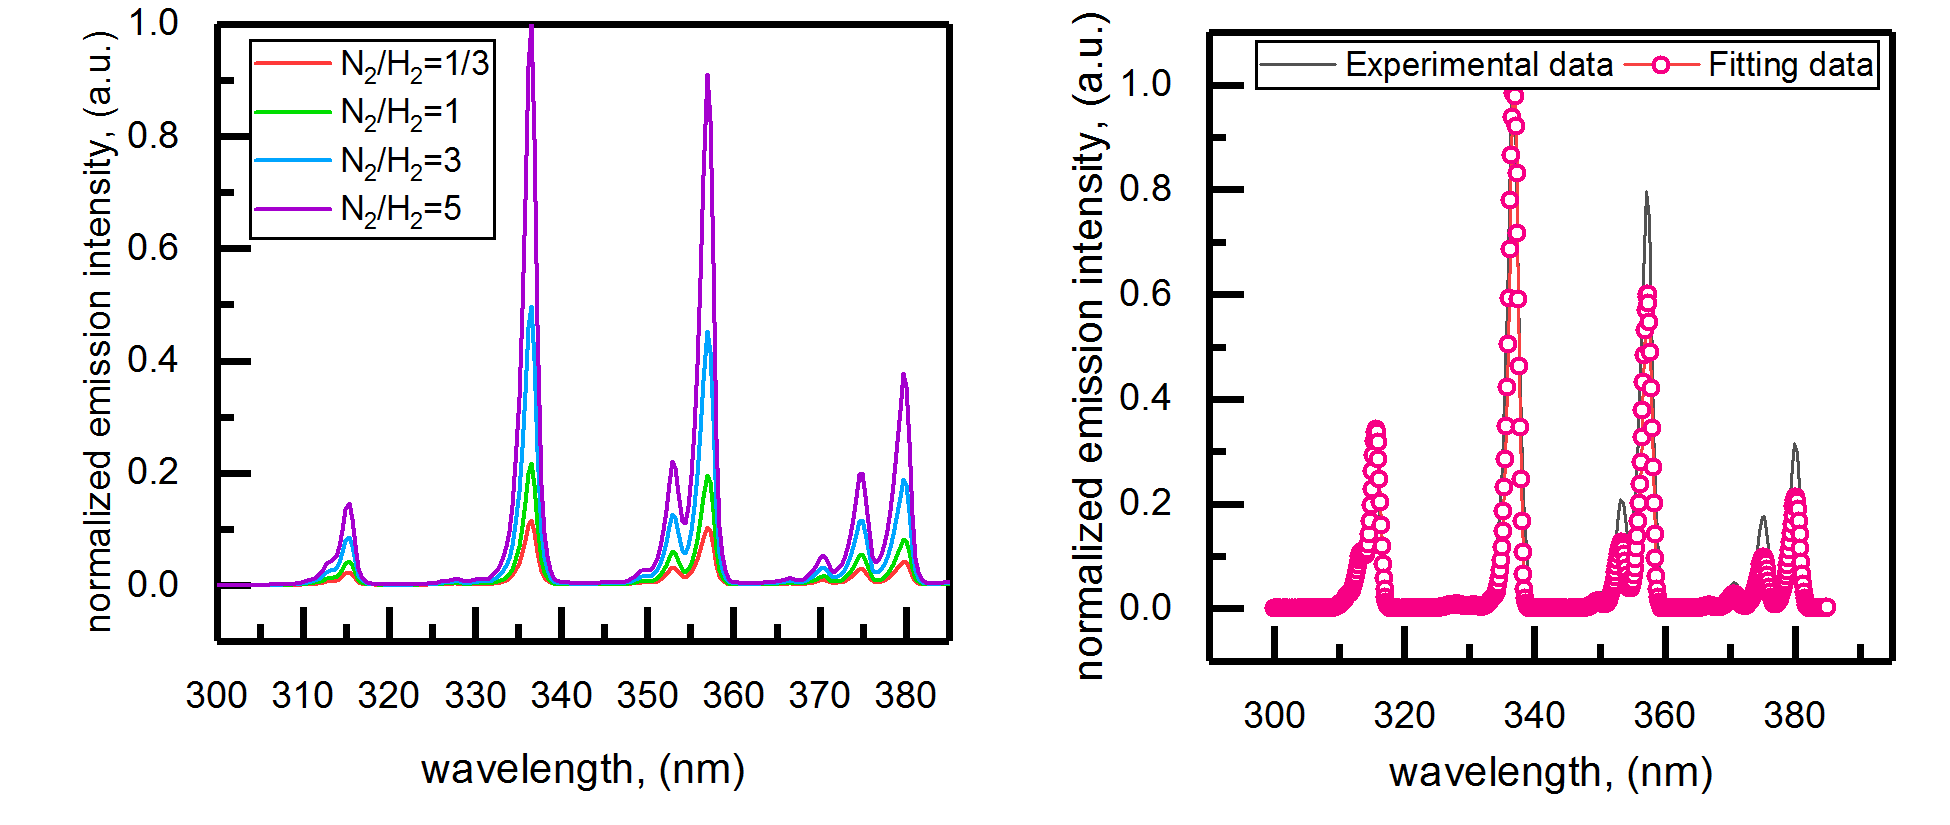 normalized emission intensity, (a.u.)
1.0
0.8
0.6
0.4
0.2
0.0
N₂/H₂=1/3
N₂/H₂=1
N₂/H₂=3
N₂/H₂=5
300 310 320 330 340 350 360 370 380
wavelength, (nm)
normalized emission intensity, (a.u.)
1.0
0.8
0.6
0.4
0.2
0.0
Experimental data Fitting data
300 320 340 360 380
wavelength, (nm)